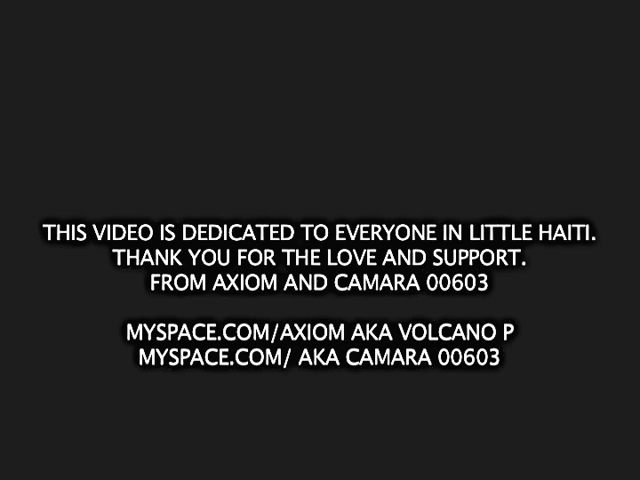 THIS VIDEO IS DEDICATED TO EVERYONE IN LITTLE HAITI.
THANK YOU FOR THE LOVE AND SUPPORT.
FROM AXIOM AND CAMARA 00603
MYSPACE.COM/AXIOM AKA VOLCANO P
MYSPACE.COM/ AKA CAMARA 00603